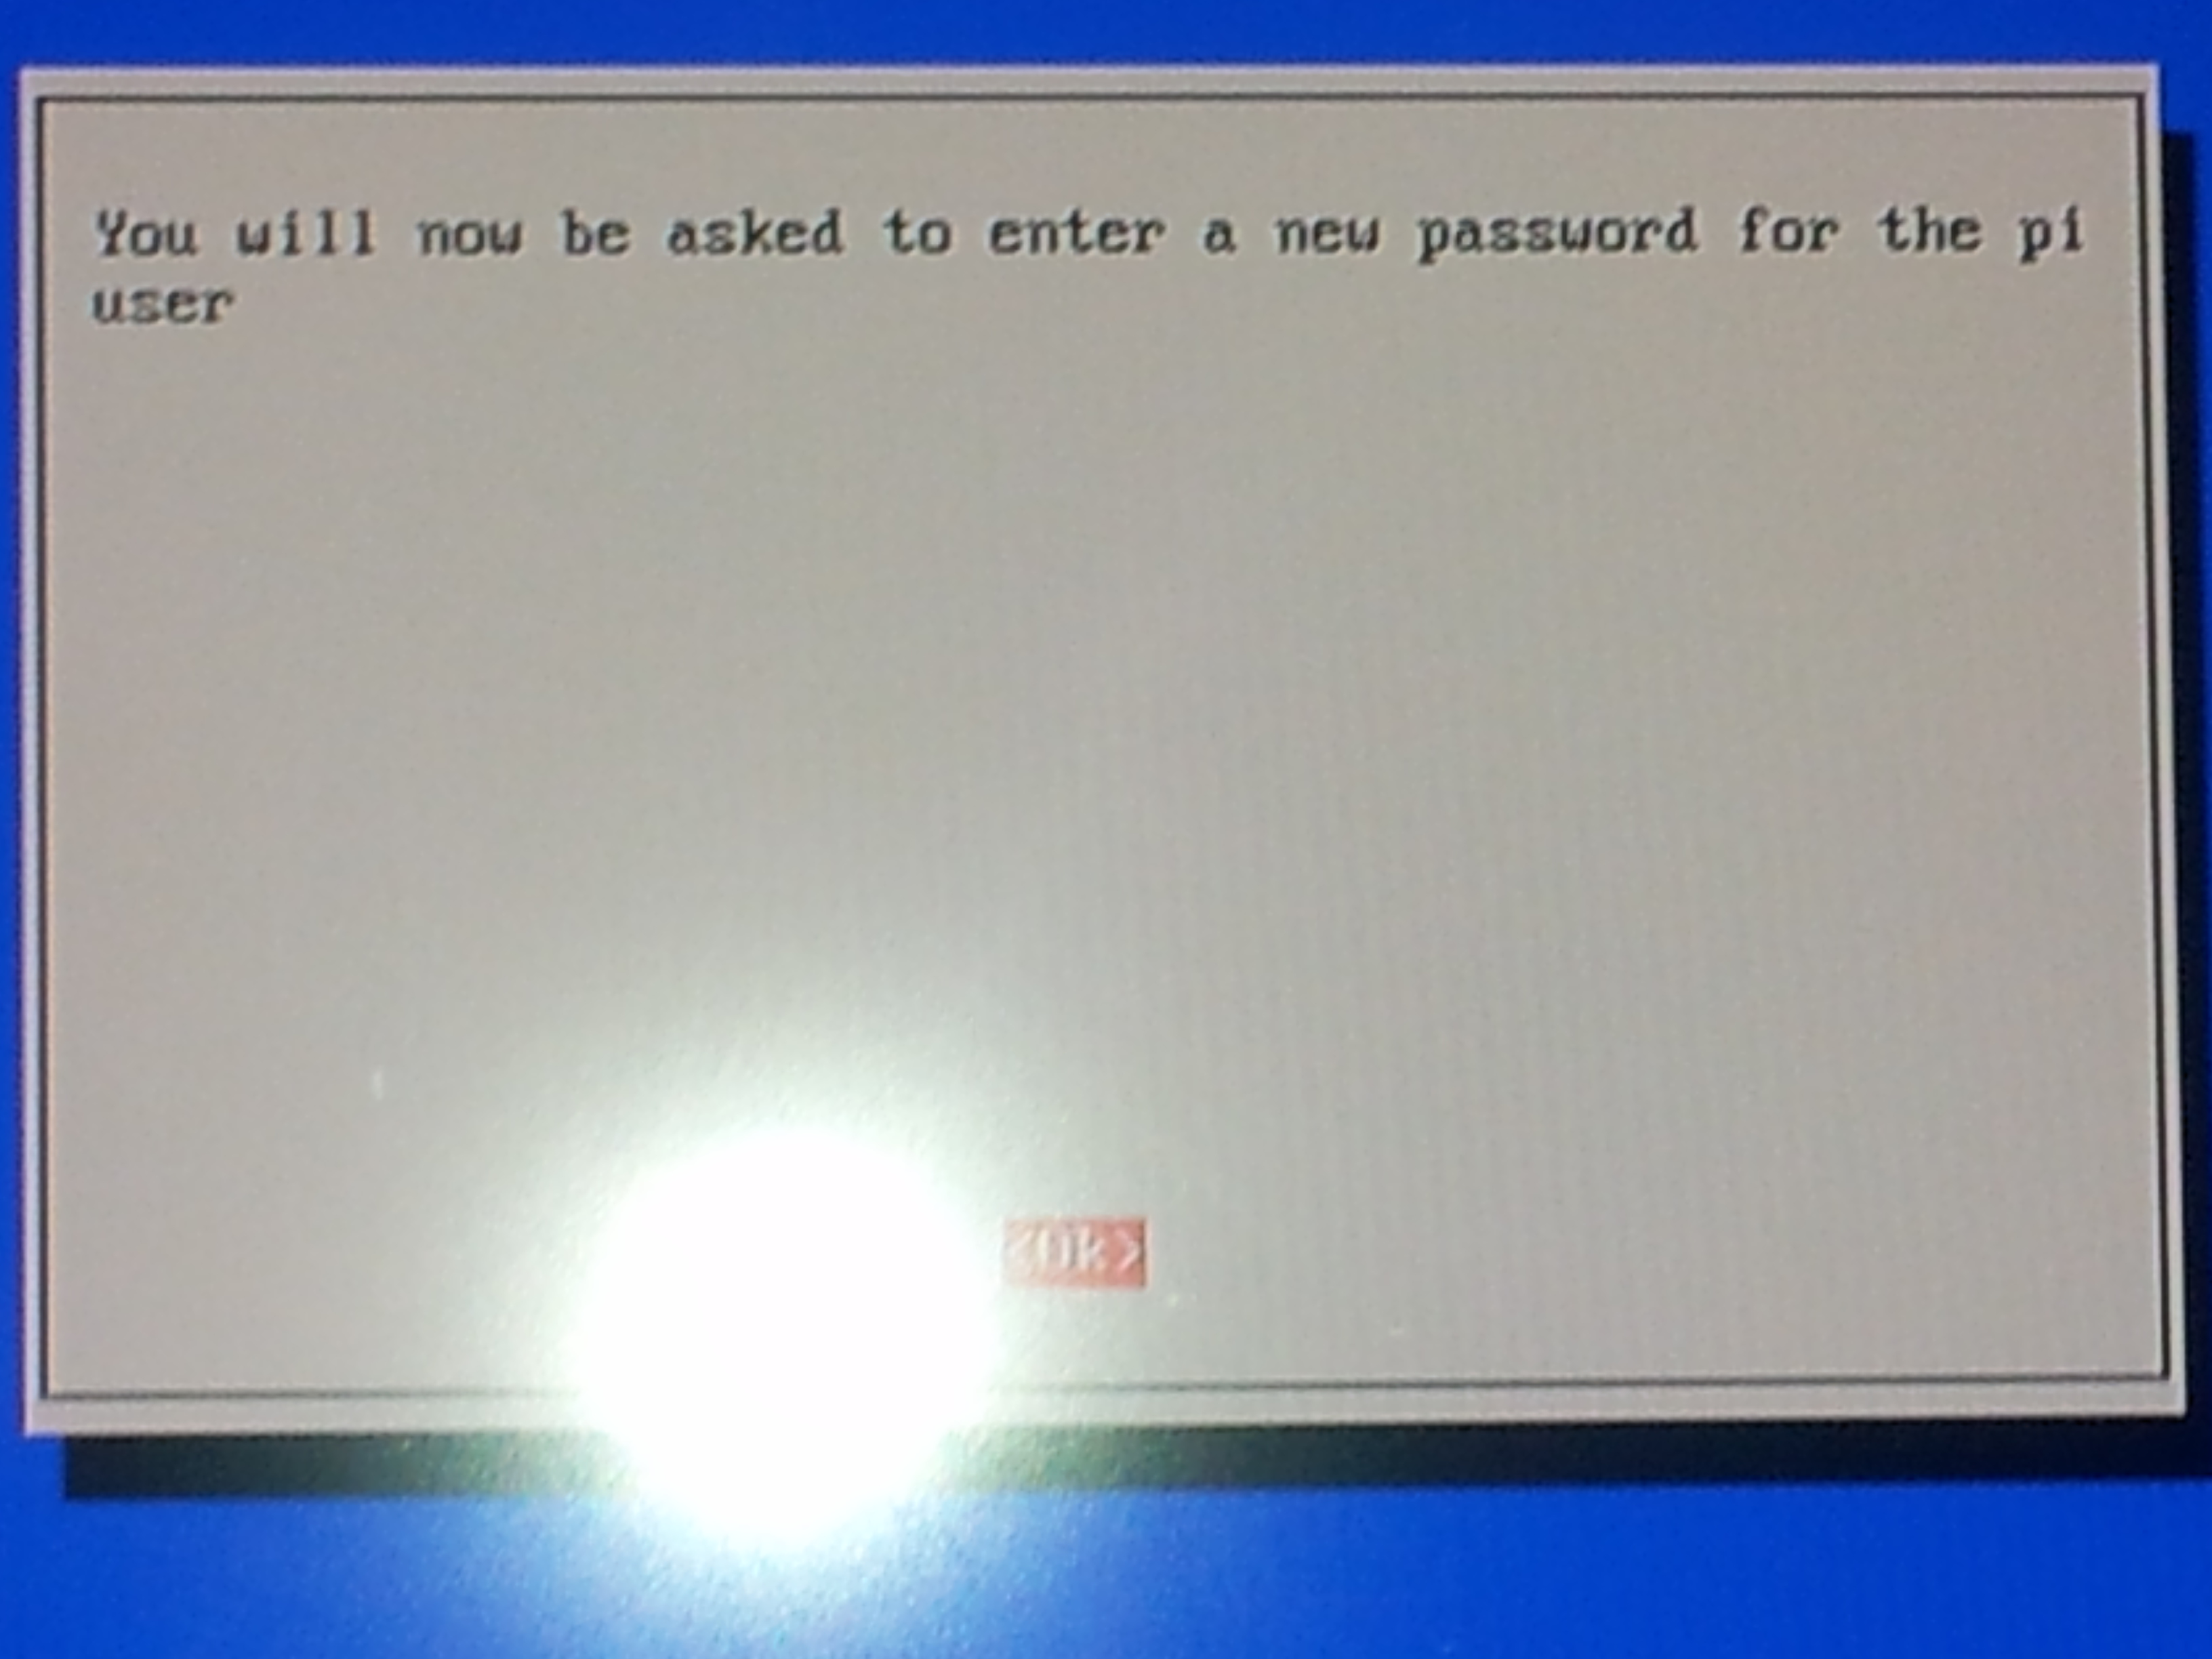 You will now be asked to enter a new password for the pi
user
<Ok>